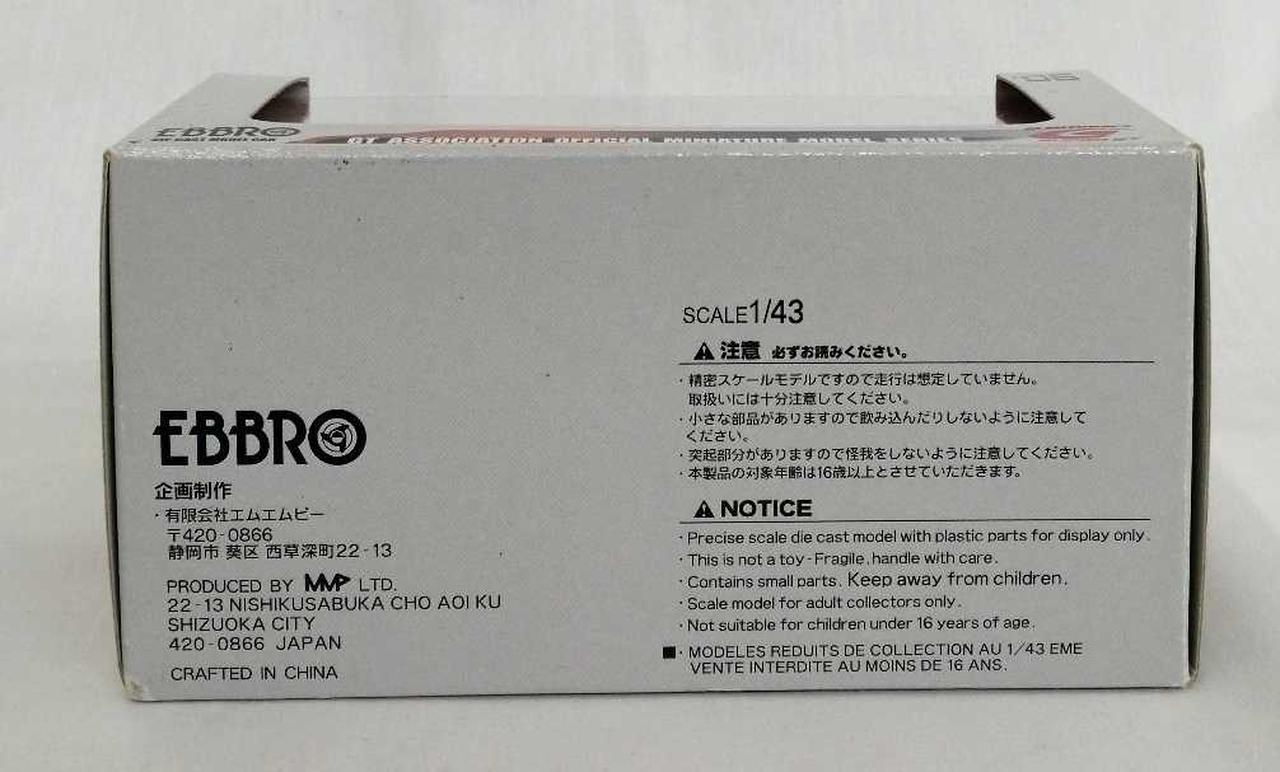 06
EBBRO
DIE CAST MODEL CAR
GT ASSOCIATION OFFICIAL MINIATURE MODEL SERIES
SCALE1/43
注意 必ずお読みください。
・精密スケールモデルですので走行は想定していません。
取扱いには十分注意してください。
・小さな部品がありますので飲み込んだりしないように注意して
ください。
・突起部分がありますので怪我をしないように注意してください。
・本製品の対象年齢は16歳以上とさせていただきます。
NOTICE
・Precise scale die cast model with plastic parts for display only.
・This is not a toy-Fragile, handle with care.
・Contains small parts. Keep away from children.
・Scale model for adult collectors only.
・Not suitable for children under 16 years of age.
■・MODELES REDUITS DE COLLECTION AU 1/43 EME
VENTE INTERDITE AU MOINS DE 16 ANS.
EBBRO
企画制作
・有限会社エムエムピー
〒420-0866
静岡市 葵区 西草深町22-13
PRODUCED BY MMP LTD.
22-13 NISHIKUSABUKA CHO AOI KU
SHIZUOKA CITY
420-0866 JAPAN
CRAFTED IN CHINA